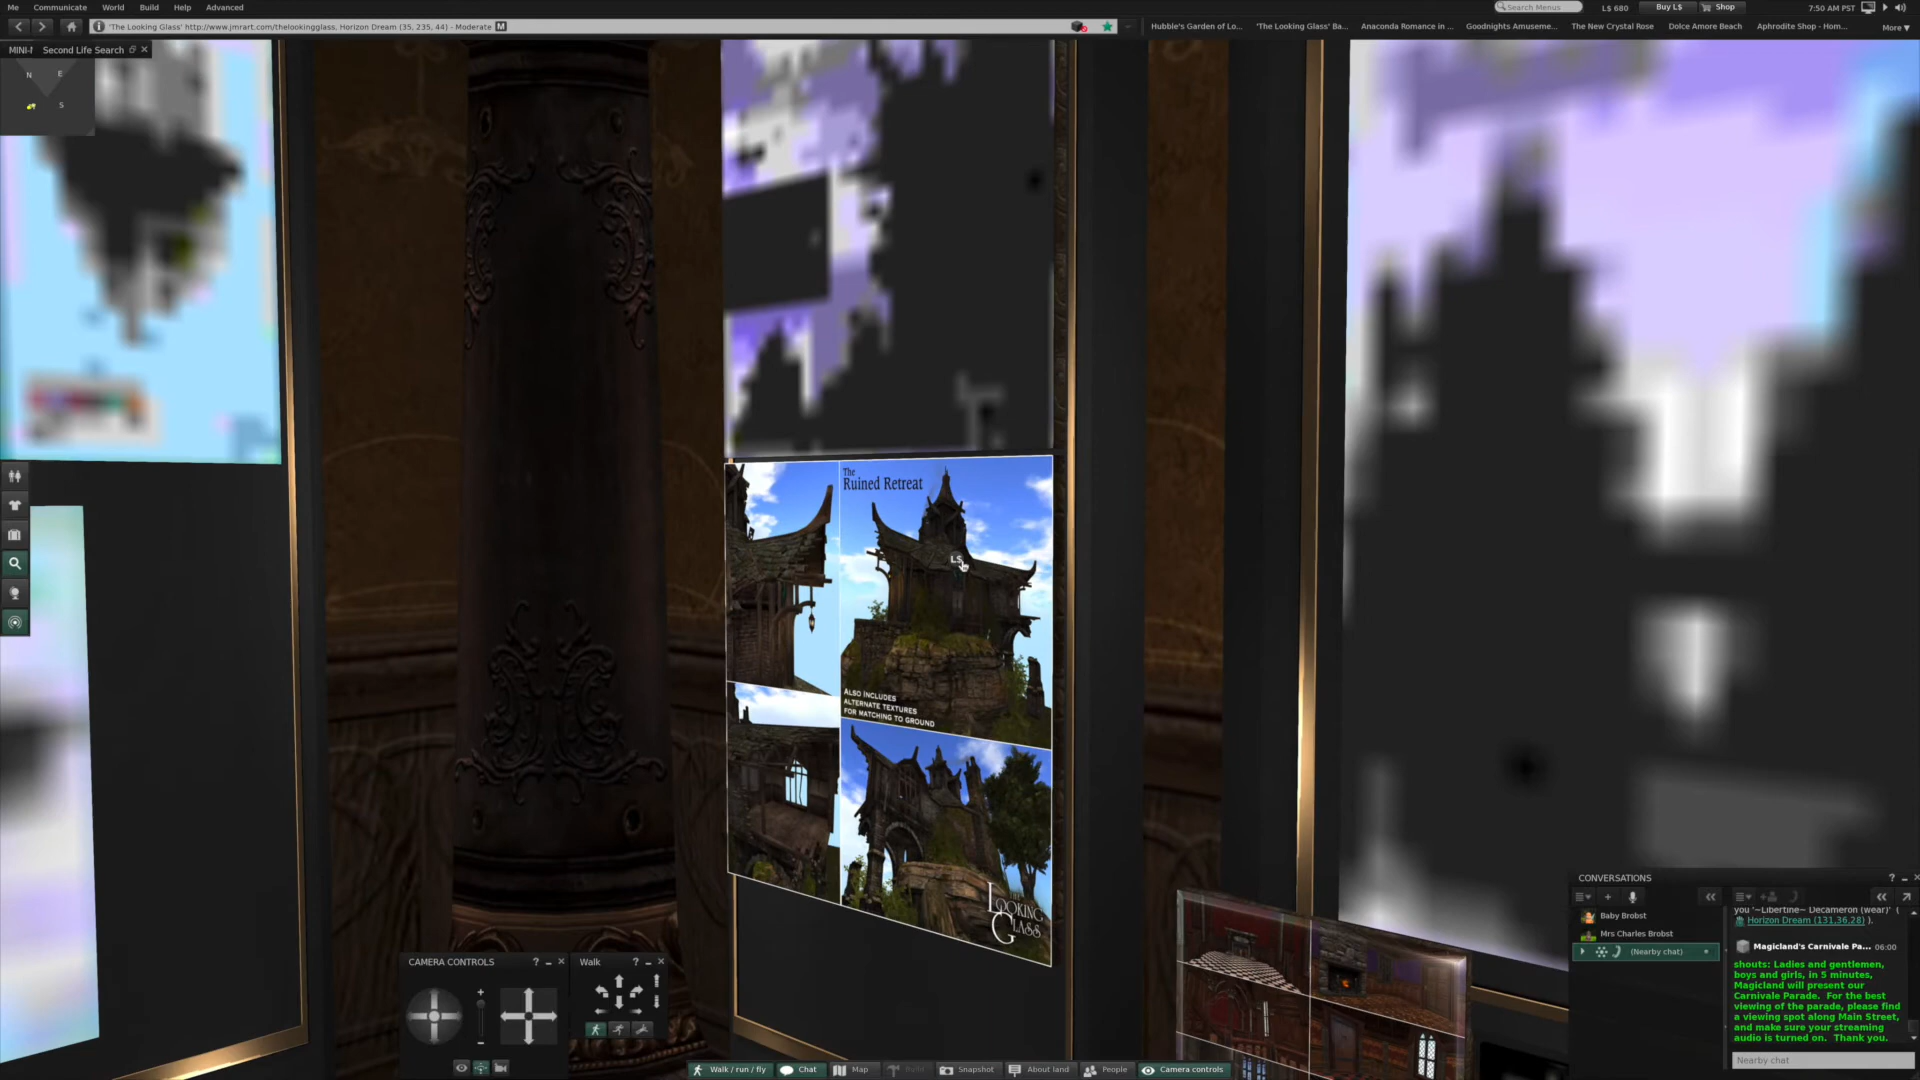 Me Communicate World Build Help Advanced
Search Menus L$ 680 Buy L$ Shop 7:50 AM PST
'The Looking Glass' http://www.jmrart.com/thelookingglass, Horizon Dream (35, 235, 44) - Moderate M
Hubble's Garden of Lo... 'The Looking Glass' Ba... Anaconda Romance in ... Goodnights Amuseme... The New Crystal Rose Dolce Amore Beach Aphrodite Shop - Hom... More ▼
Second Life Search
N E
S
The
Ruined Retreat
L$
ALSO INCLUDES
ALTERNATE TEXTURES
FOR MATCHING TO GROUND
LOOKING
GLASS
CAMERA CONTROLS
Walk
CONVERSATIONS
Baby Brobst
Mrs Charles Brobst
(Nearby chat)
you '~Libertine~ Decameron (wear)' (
Horizon Dream (131,36,28) ).
Magicland's Carnivale Pa... 06:00
shouts: Ladies and gentlemen,
boys and girls, in 5 minutes,
Magicland will present our
Carnivale Parade. For the best
viewing of the parade, please find
a viewing spot along Main Street,
and make sure your streaming
audio is turned on. Thank you.
Nearby chat
Walk / run / fly Chat Map Build Snapshot About land People Camera controls